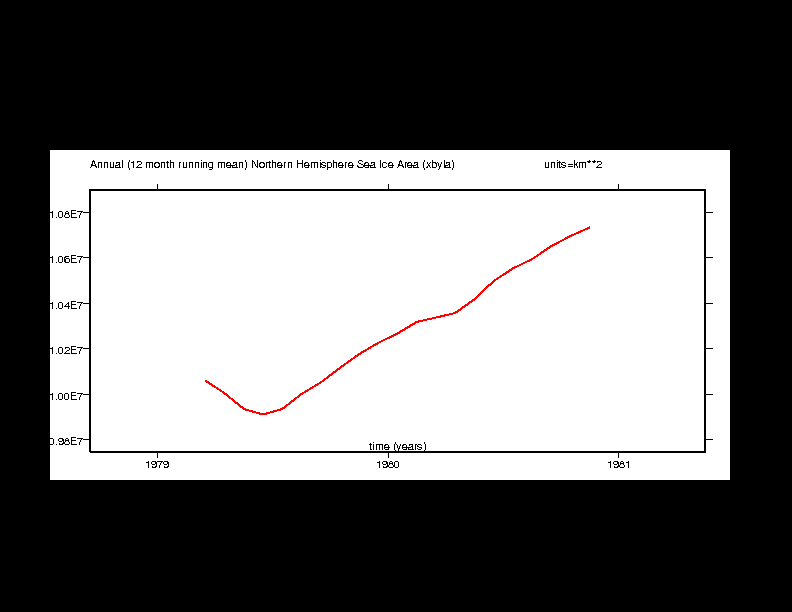 Annual (12 month running mean) Northern Hemisphere Sea Ice Area (xbyla) units=km**2
1.08E7
1.06E7
1.04E7
1.02E7
1.00E7
0.98E7
time (years)
1979 1980 1981